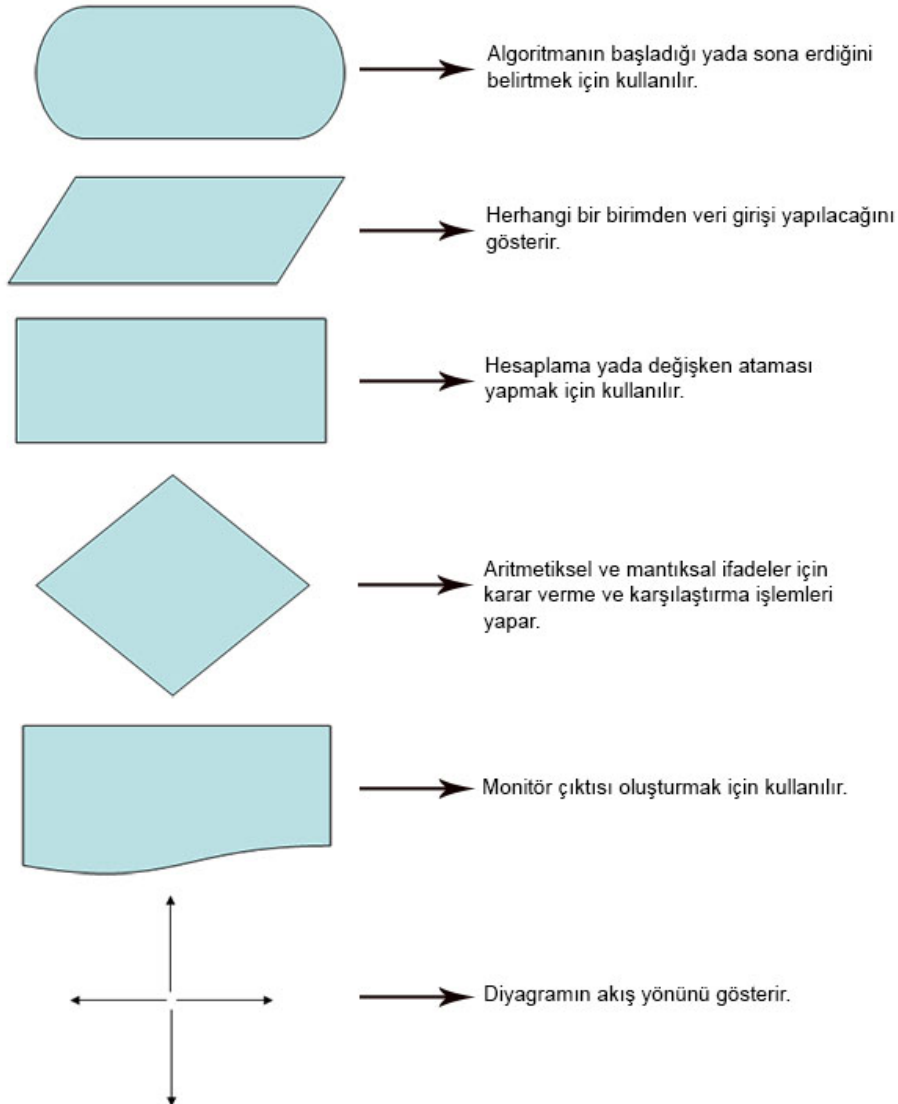 Algoritmanın başladığı yada sona erdiğini
belirtmek için kullanılır.
Herhangi bir birimden veri girişi yapılacağını
gösterir.
Hesaplama yada değişken ataması
yapmak için kullanılır.
Aritmetiksel ve mantıksal ifadeler için
karar verme ve karşılaştırma işlemleri
yapar.
Monitör çıktısı oluşturmak için kullanılır.
Diyagramın akış yönünü gösterir.